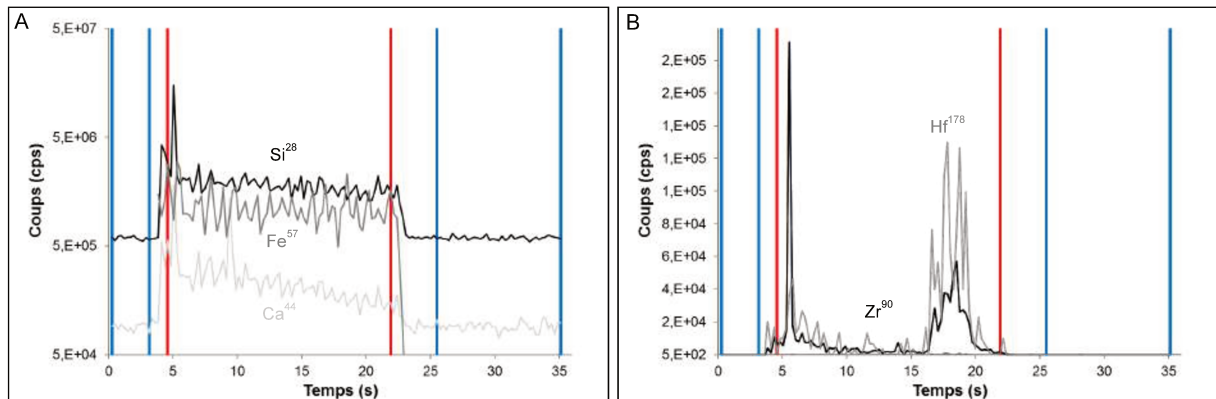 A
5,E+07
5,E+06
5,E+05
5,E+04
Coups (cps)
Si28
Fe57
Ca44
0 5 10 15 20 25 30 35
Temps (s)
B
2,E+05
2,E+05
1,E+05
1,E+05
1,E+05
8,E+04
6,E+04
4,E+04
2,E+04
5,E+02
Coups (cps)
Hf178
Zr90
0 5 10 15 20 25 30 35
Temps (s)